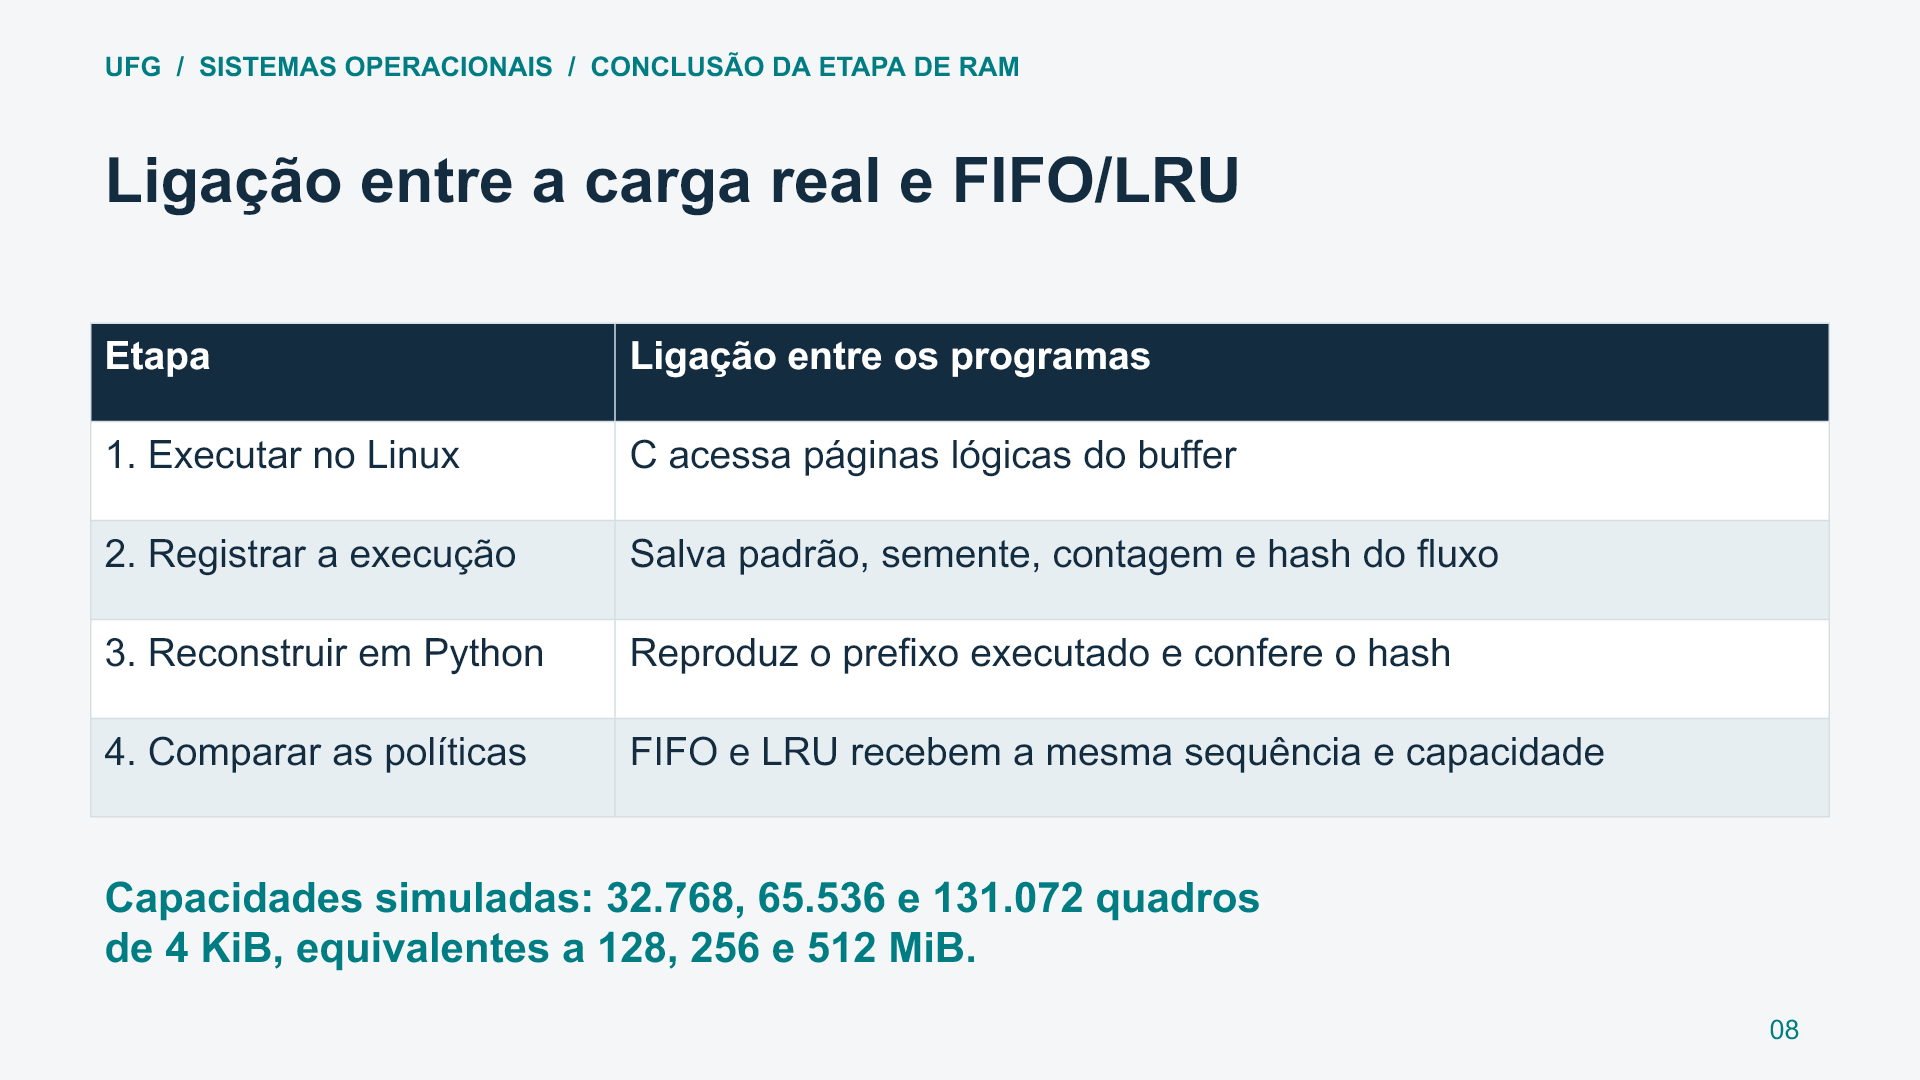 UFG / SISTEMAS OPERACIONAIS / CONCLUSÃO DA ETAPA DE RAM
Ligação entre a carga real e FIFO/LRU
Etapa
Ligação entre os programas
1. Executar no Linux
C acessa páginas lógicas do buffer
2. Registrar a execução
Salva padrão, semente, contagem e hash do fluxo
3. Reconstruir em Python
Reproduz o prefixo executado e confere o hash
4. Comparar as políticas
FIFO e LRU recebem a mesma sequência e capacidade
Capacidades simuladas: 32.768, 65.536 e 131.072 quadros
de 4 KiB, equivalentes a 128, 256 e 512 MiB.
08